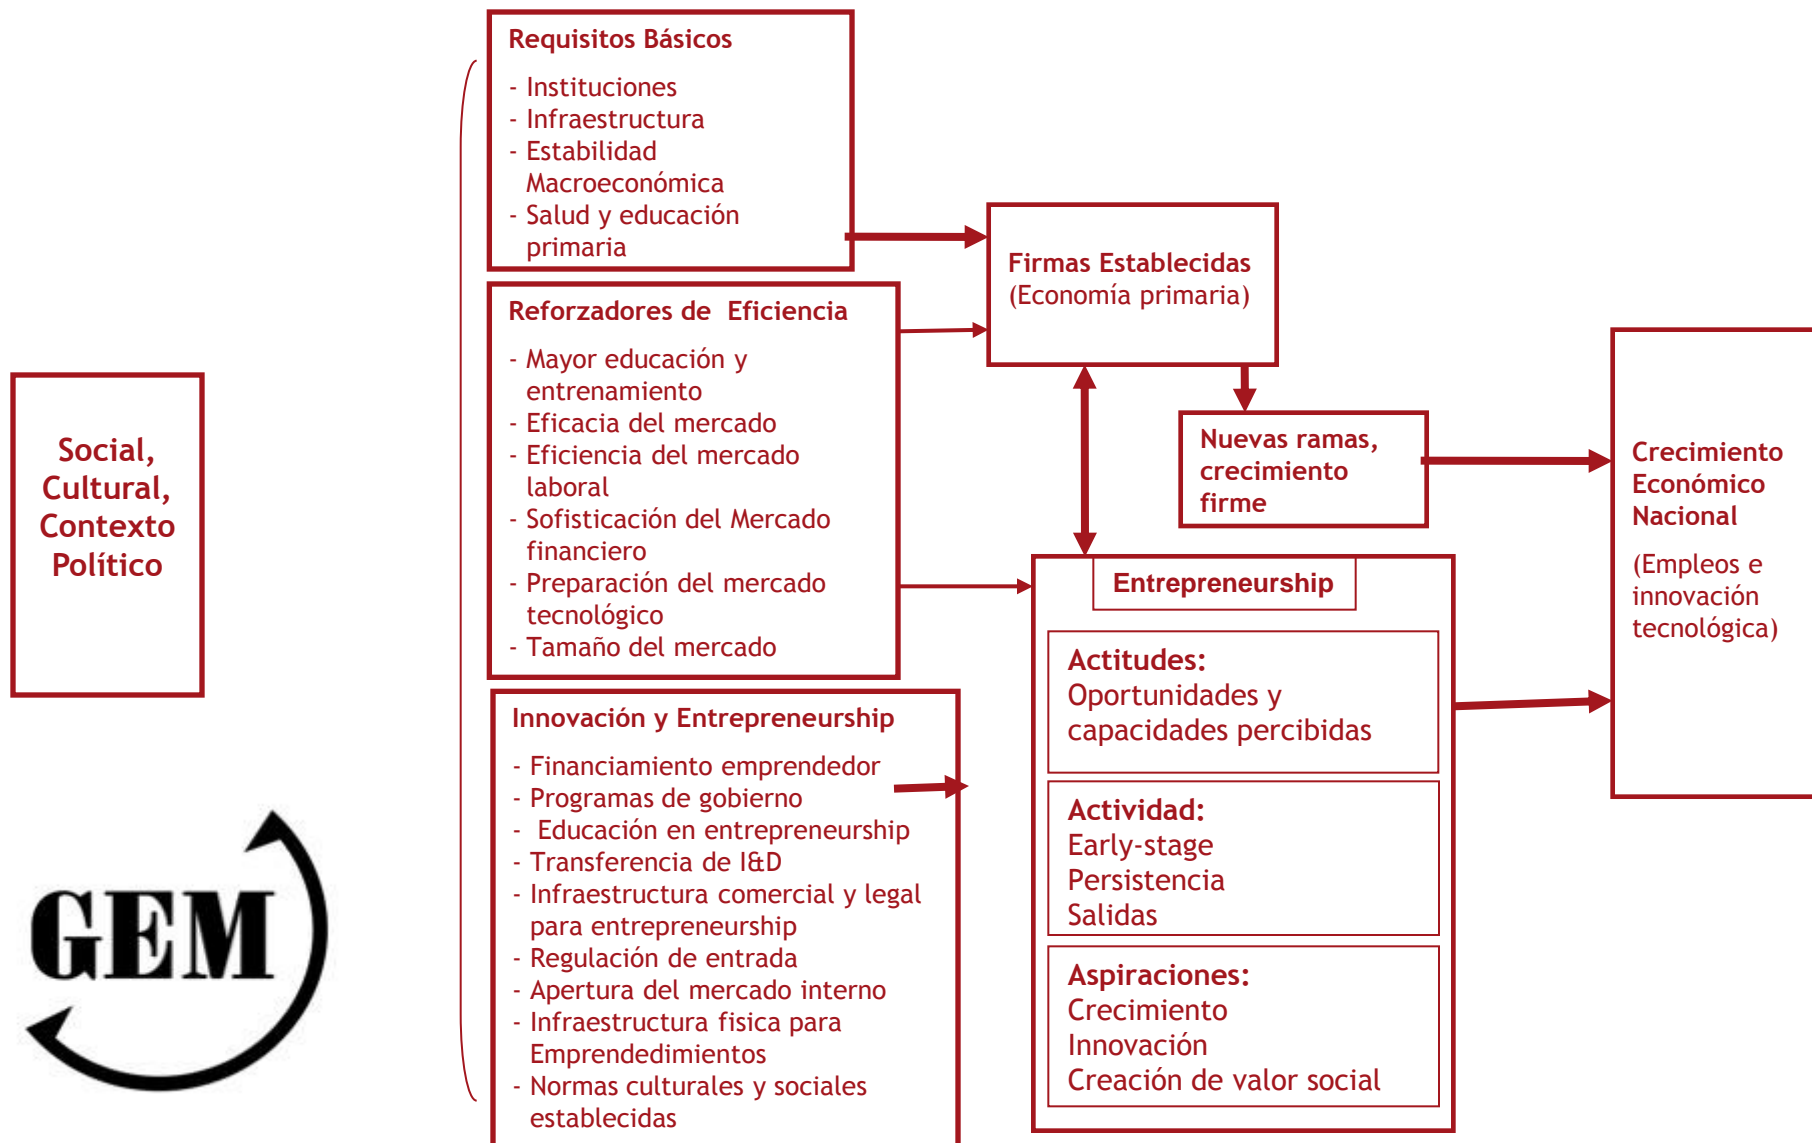 Social,
Cultural,
Contexto
Político
GEM
Requisitos Básicos
- Instituciones
- Infraestructura
- Estabilidad
Macroeconómica
- Salud y educación
primaria
Reforzadores de Eficiencia
- Mayor educación y
entrenamiento
- Eficacia del mercado
- Eficiencia del mercado
laboral
- Sofisticación del Mercado
financiero
- Preparación del mercado
tecnológico
- Tamaño del mercado
Innovación y Entrepreneurship
- Financiamiento emprendedor
- Programas de gobierno
- Educación en entrepreneurship
- Transferencia de I&D
- Infraestructura comercial y legal
para entrepreneurship
- Regulación de entrada
- Apertura del mercado interno
- Infraestructura fisica para
Emprendedimientos
- Normas culturales y sociales
establecidas
Firmas Establecidas
(Economía primaria)
Nuevas ramas,
crecimiento
firme
Entrepreneurship
Actitudes:
Oportunidades y
capacidades percibidas
Actividad:
Early-stage
Persistencia
Salidas
Aspiraciones:
Crecimiento
Innovación
Creación de valor social
Crecimiento
Económico
Nacional
(Empleos e
innovación
tecnológica)